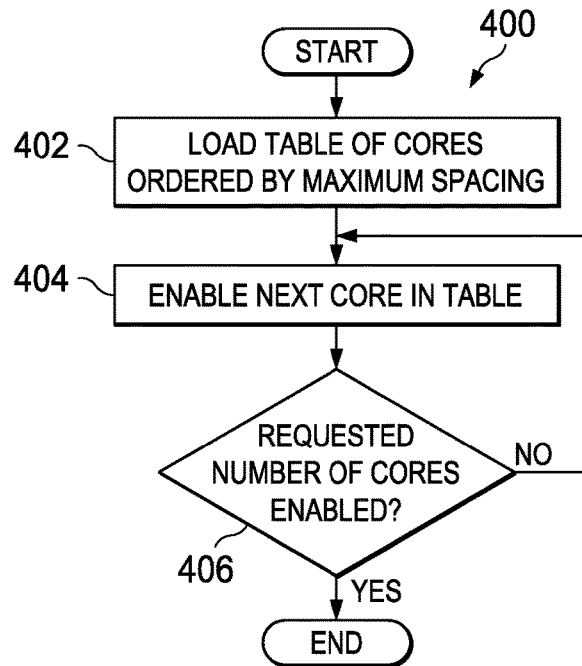 START
400
402
LOAD TABLE OF CORES
ORDERED BY MAXIMUM SPACING
404
ENABLE NEXT CORE IN TABLE
REQUESTED
NUMBER OF CORES
ENABLED?
NO
406
YES
END